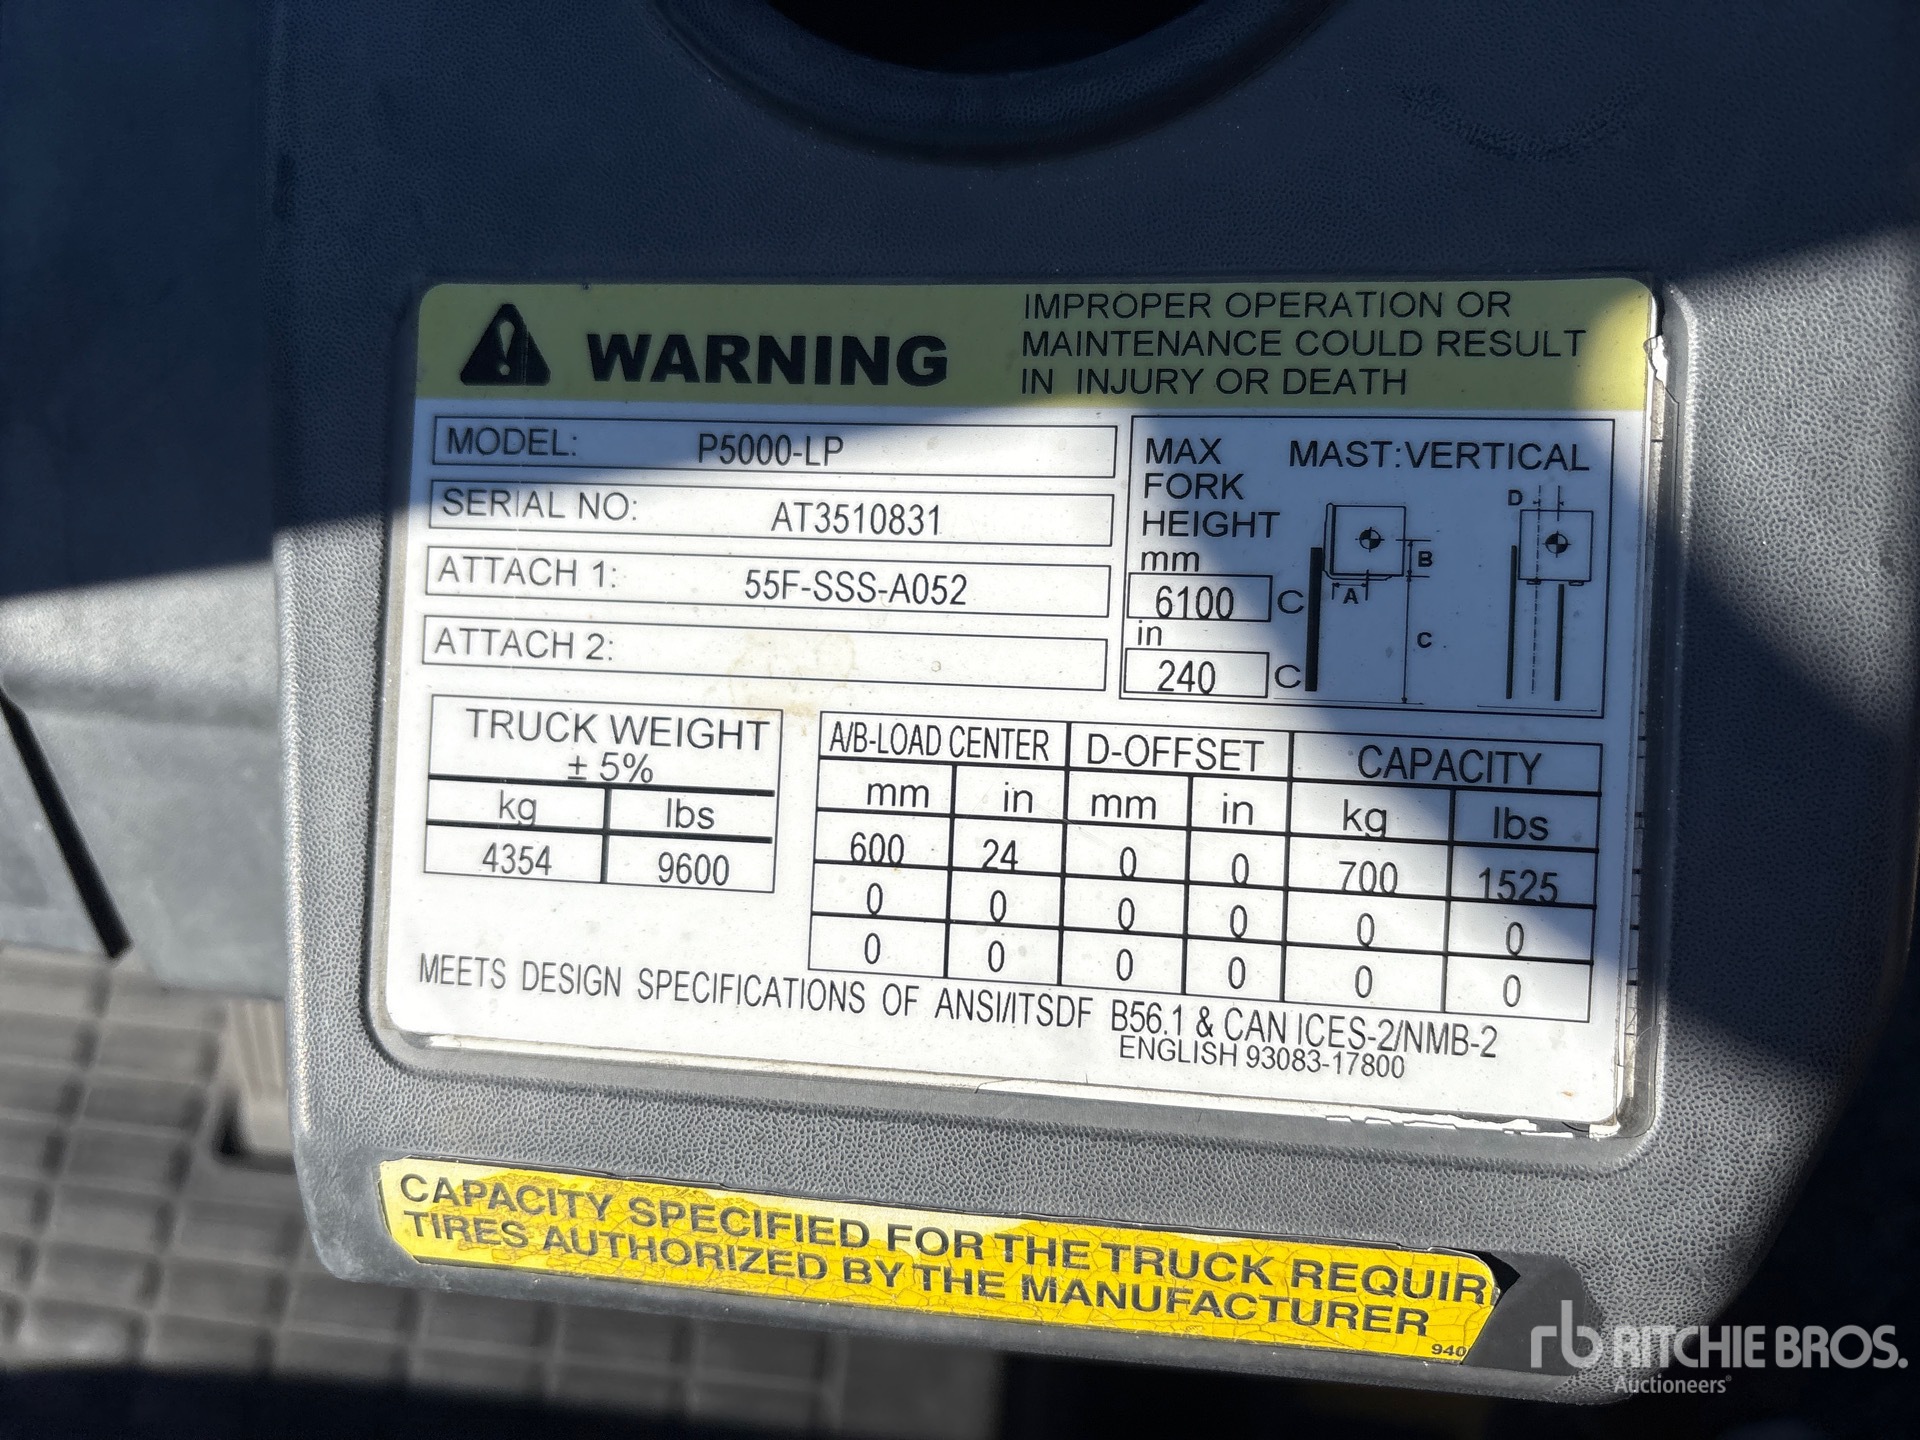 WARNING
IMPROPER OPERATION OR
MAINTENANCE COULD RESULT
IN INJURY OR DEATH
MODEL: P5000-LP
SERIAL NO: AT3510831
ATTACH 1: 55F-SSS-A052
ATTACH 2:
MAX
FORK
HEIGHT
mm
6100 C
in
240 C
MAST:VERTICAL
D
B
A
C
TRUCK WEIGHT
± 5%
kg lbs
4354 9600
A/B-LOAD CENTER D-OFFSET CAPACITY
mm in mm in kg lbs
600 24 0 0 700 1525
0 0 0 0 0 0
0 0 0 0 0 0
MEETS DESIGN SPECIFICATIONS OF ANSI/ITSDF B56.1 & CAN ICES-2/NMB-2
ENGLISH 93083-17800
CAPACITY SPECIFIED FOR THE TRUCK REQUIR
TIRES AUTHORIZED BY THE MANUFACTURER
940
rb RITCHIE BROS.
Auctioneers